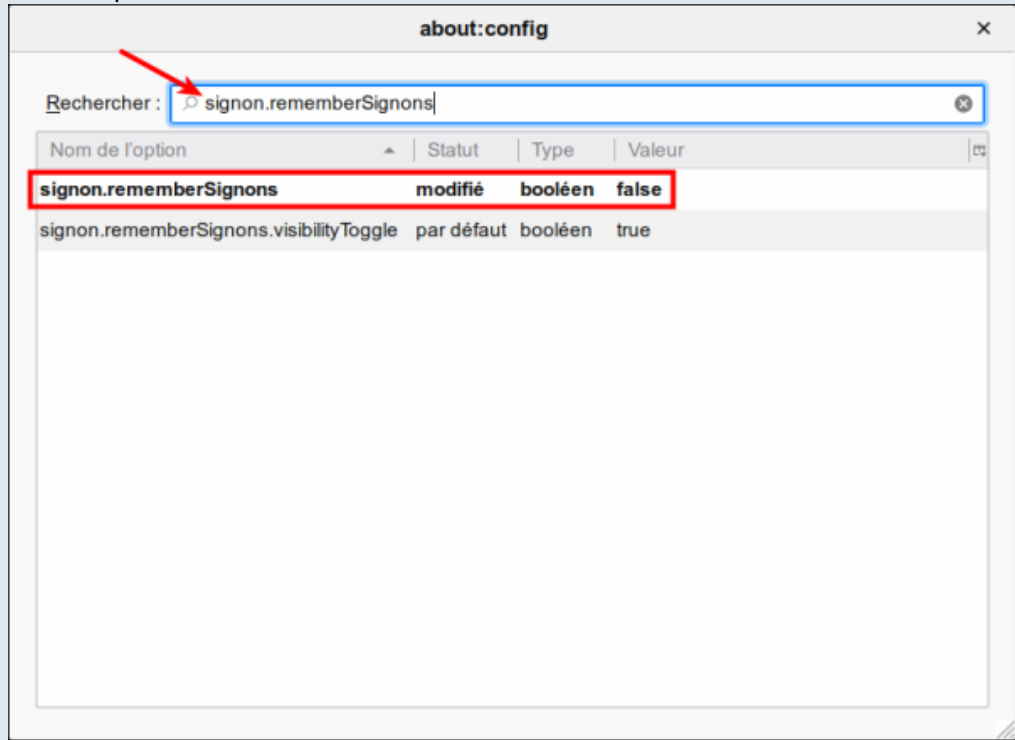 about:config
Rechercher : signon.rememberSignons
Nom de l'option Statut Type Valeur
signon.rememberSignons modifié booléen false
signon.rememberSignons.visibilityToggle par défaut booléen true